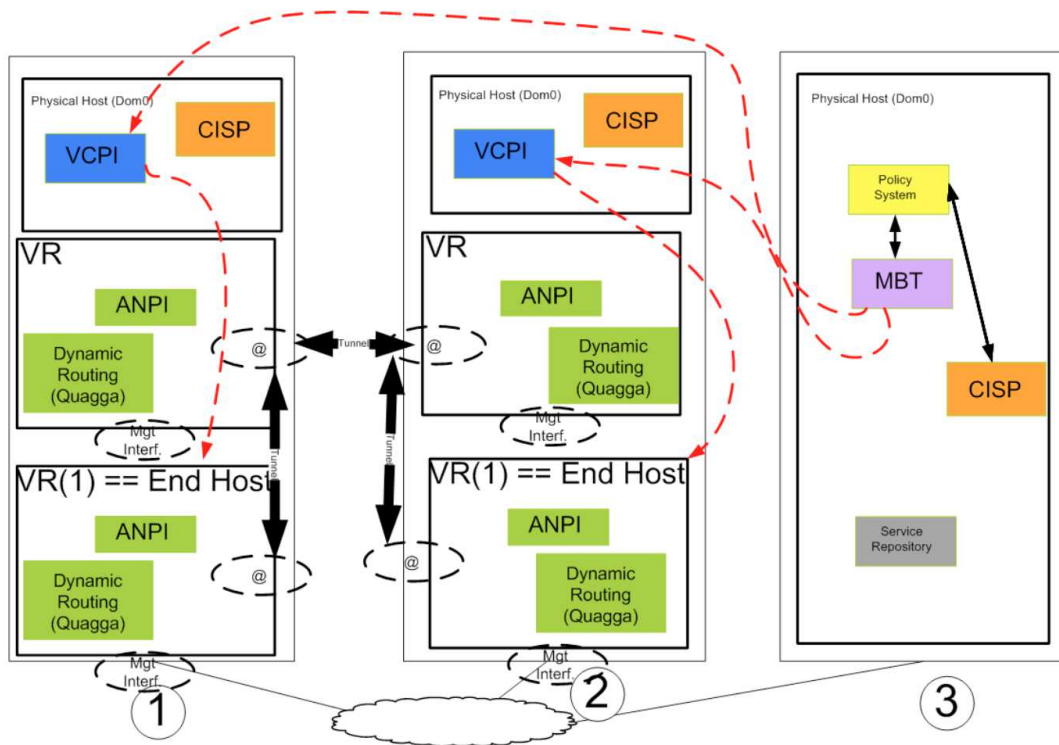 Physical Host (Dom0)
CISP
VCPI
VR
ANPI
Dynamic
Routing
(Quagga)
@
Mgt
Interf.
VR(1) == End Host
ANPI
Dynamic
Routing
(Quagga)
@
Mgt
Interf.
1
Tunnel
Tunnel
Tunnel
Physical Host (Dom0)
CISP
VCPI
VR
ANPI
@
Dynamic
Routing
(Quagga)
Mgt
Interf.
VR(1) == End Host
ANPI
@
Dynamic
Routing
(Quagga)
Mgt
Interf.
2
Physical Host (Dom0)
Policy
System
MBT
CISP
Service
Repository
3